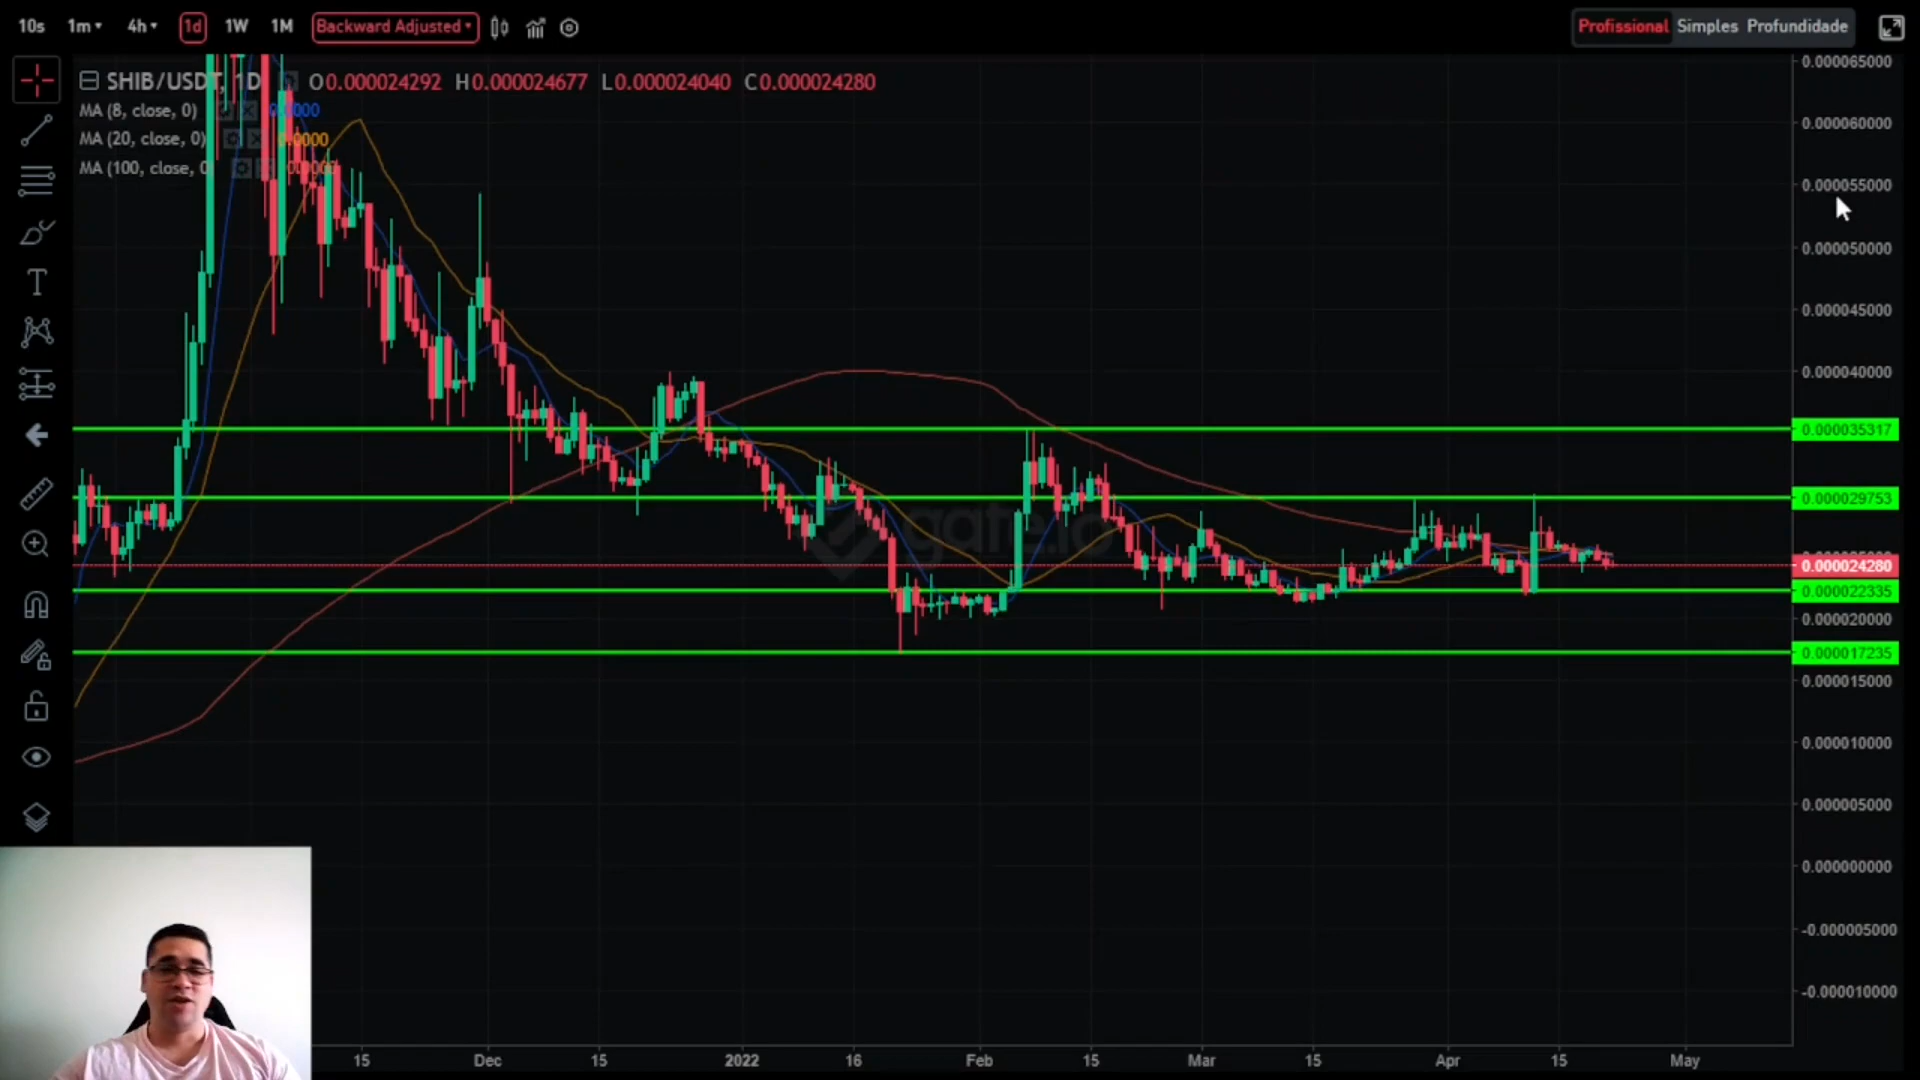 10s 1m 4h 1d 1W 1M Backward Adjusted Profissional Simples Profundidade
SHIB/USDT, 1D O0.000024292 H0.000024677 L0.000024040 C0.000024280
MA (8, close, 0)
MA (20, close, 0)
MA (100, close, 0
gate.io
0.000065000
0.000060000
0.000055000
0.000050000
0.000045000
0.000040000
0.000035317
0.000029753
0.000024280
0.000022335
0.000020000
0.000017235
0.000015000
0.000010000
0.000005000
0.000000000
-0.000005000
-0.000010000
15 Dec 15 2022 16 Feb 15 Mar 15 Apr 15 May